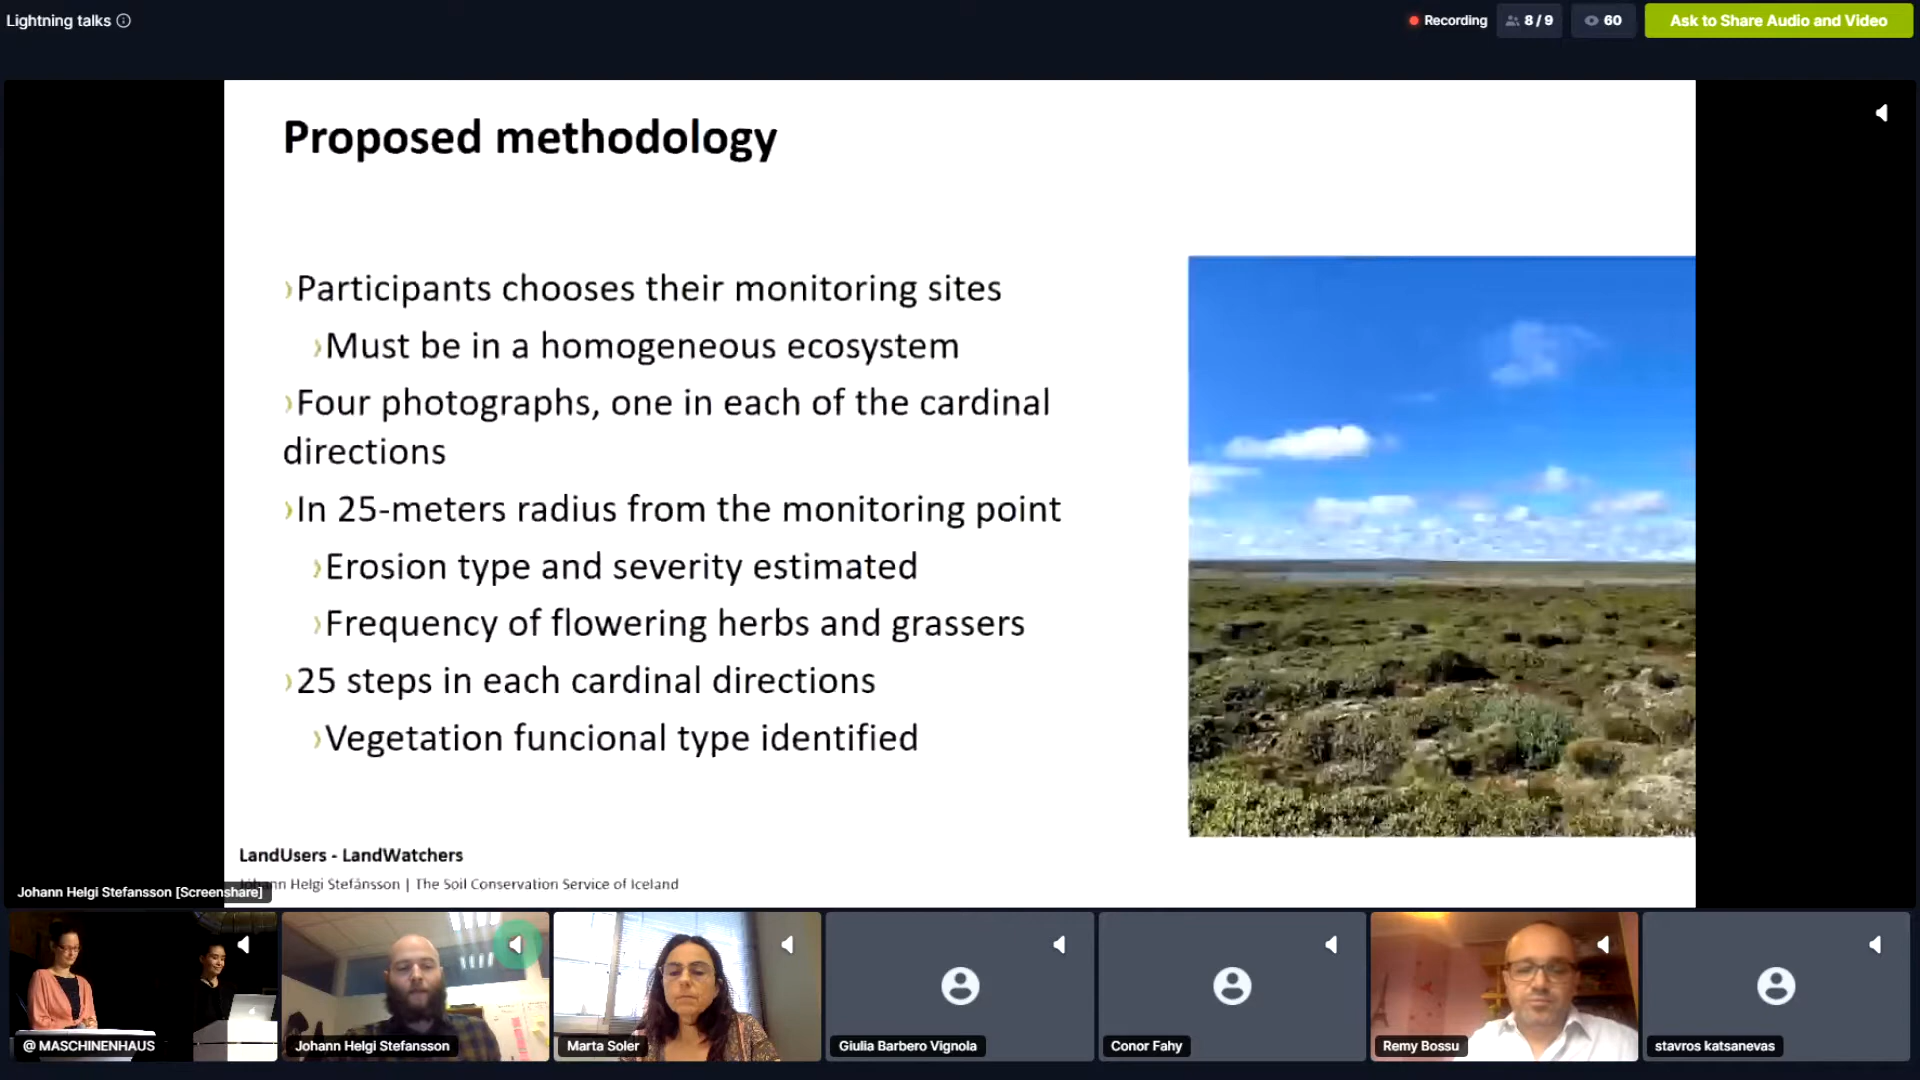 Lightning talks
Recording
8 / 9
60
Ask to Share Audio and Video
Proposed methodology
›Participants chooses their monitoring sites
›Must be in a homogeneous ecosystem
›Four photographs, one in each of the cardinal
directions
›In 25-meters radius from the monitoring point
›Erosion type and severity estimated
›Frequency of flowering herbs and grassers
›25 steps in each cardinal directions
›Vegetation funcional type identified
LandUsers - LandWatchers
Jóhann Helgi Stefánsson | The Soil Conservation Service of Iceland
Johann Helgi Stefansson [Screenshare]
@ MASCHINENHAUS
Johann Helgi Stefansson
Marta Soler
Giulia Barbero Vignola
Conor Fahy
Remy Bossu
stavros katsanevas